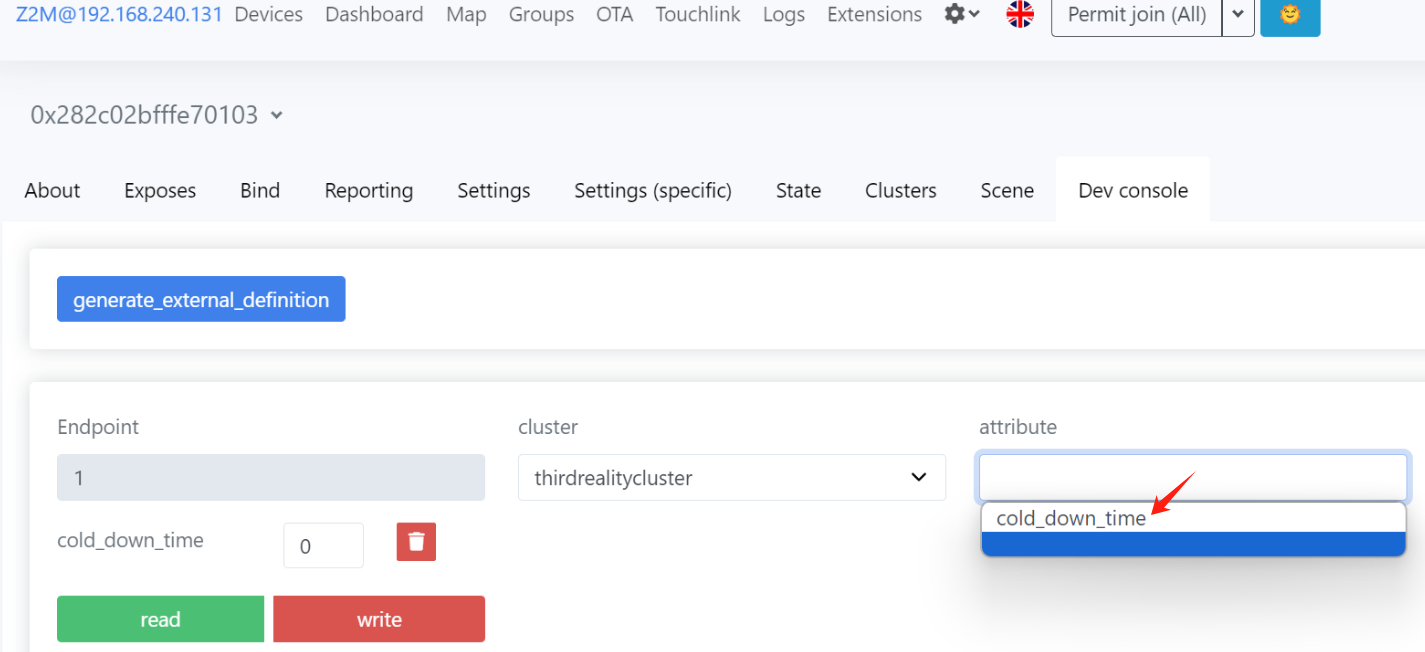 Z2M@192.168.240.131 Devices Dashboard Map Groups OTA Touchlink Logs Extensions Permit join (All)
0x282c02bfffe70103
About Exposes Bind Reporting Settings Settings (specific) State Clusters Scene Dev console
generate_external_definition
Endpoint cluster attribute
1 thirdrealitycluster
cold_down_time
cold_down_time 0
read write